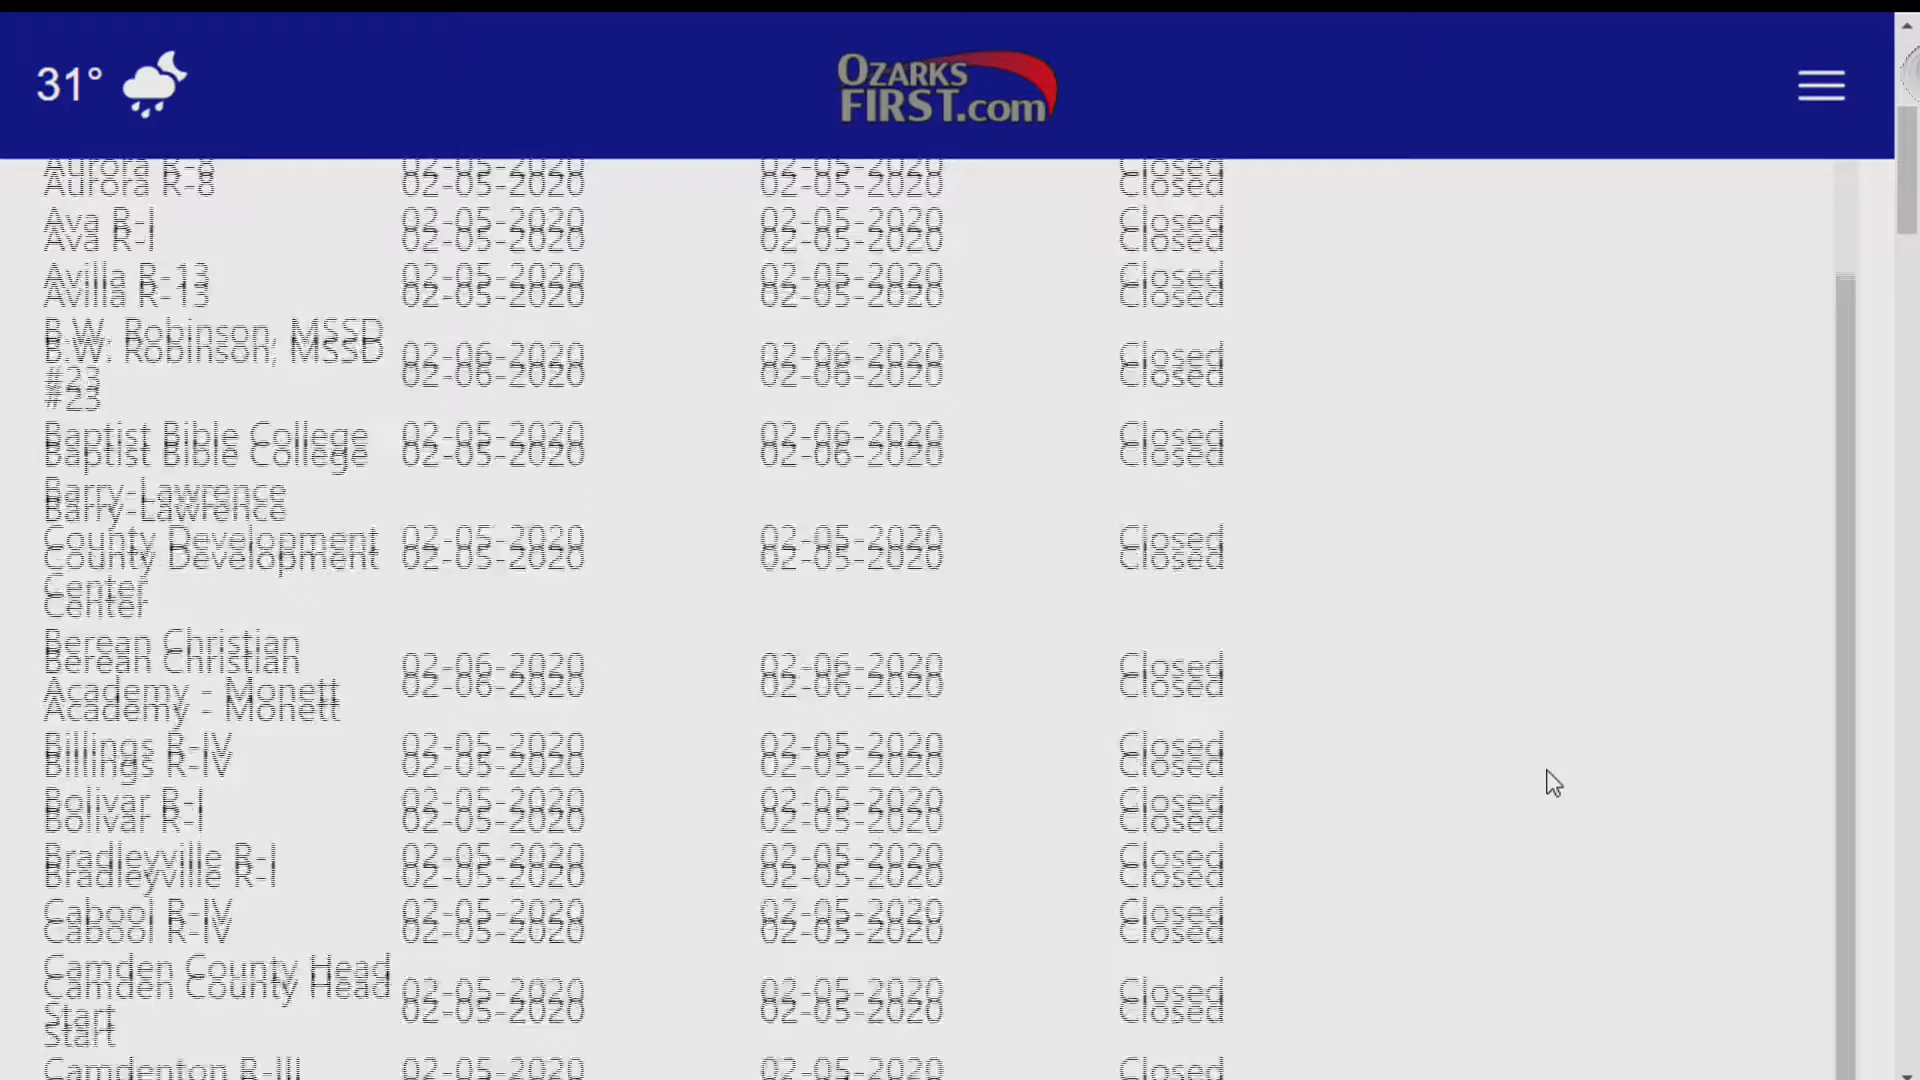 31°
OZARKS
FIRST.com
Aurora R-8 02-05-2020 02-05-2020 Closed
Ava R-I 02-05-2020 02-05-2020 Closed
Avilla R-13 02-05-2020 02-05-2020 Closed
B.W. Robinson, MSSD
#23 02-06-2020 02-06-2020 Closed
Baptist Bible College 02-05-2020 02-06-2020 Closed
Barry-Lawrence
County Development 02-05-2020 02-05-2020 Closed
Center
Berean Christian
Academy - Monett 02-06-2020 02-06-2020 Closed
Billings R-IV 02-05-2020 02-05-2020 Closed
Bolivar R-I 02-05-2020 02-05-2020 Closed
Bradleyville R-I 02-05-2020 02-05-2020 Closed
Cabool R-IV 02-05-2020 02-05-2020 Closed
Camden County Head
Start 02-05-2020 02-05-2020 Closed
Camdenton R-III 02-05-2020 02-05-2020 Closed